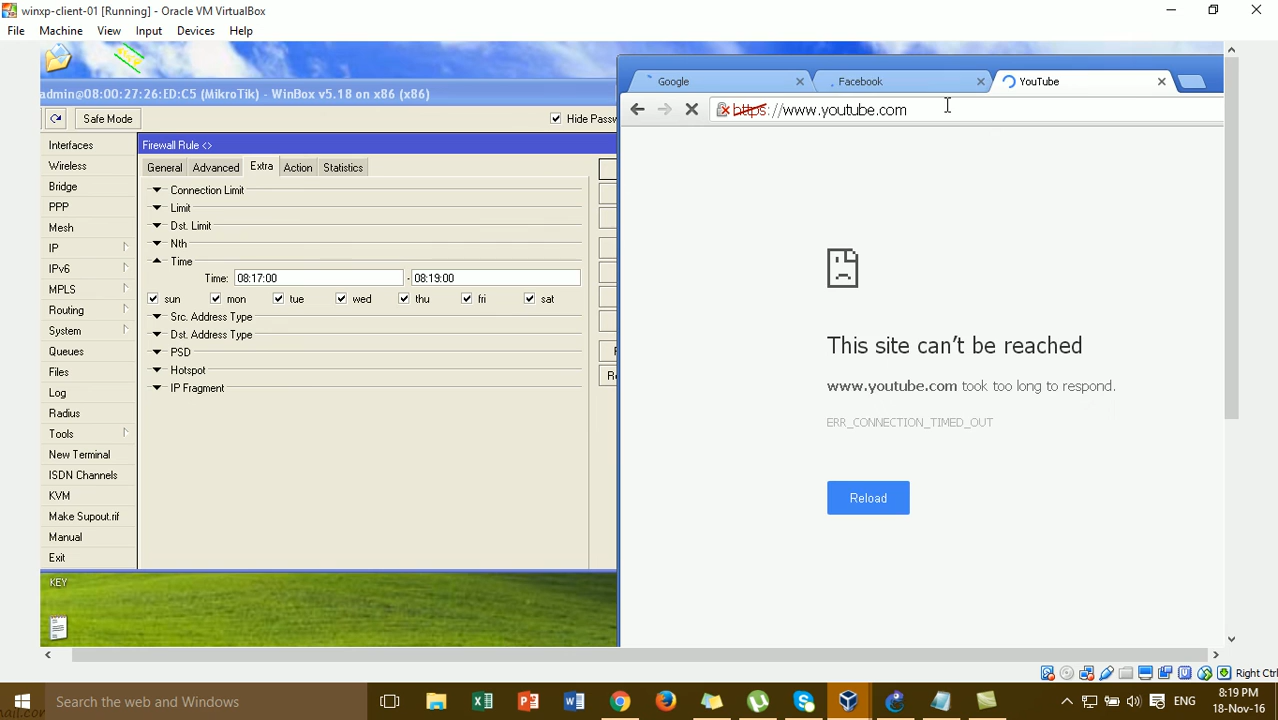 winxp-client-01 [Running] - Oracle VM VirtualBox
File Machine View Input Devices Help
Google Facebook YouTube
admin@08:00:27:26:ED:C5 (MikroTik) - WinBox v5.18 on x86 (x86)
https://www.youtube.com
Safe Mode Hide Passw
Interfaces
Wireless
Bridge
PPP
Mesh
IP
IPv6
MPLS
Routing
System
Queues
Files
Log
Radius
Tools
New Terminal
ISDN Channels
KVM
Make Supout.rif
Manual
Exit
Firewall Rule <>
General Advanced Extra Action Statistics
Connection Limit
Limit
Dst. Limit
Nth
Time
Time: 08:17:00 - 08:19:00
sun mon tue wed thu fri sat
Src. Address Type
Dst. Address Type
PSD
Hotspot
IP Fragment
Re
This site can't be reached
www.youtube.com took too long to respond.
ERR_CONNECTION_TIMED_OUT
Reload
KEY
Right Ctrl
Search the web and Windows
ENG
8:19 PM
18-Nov-16